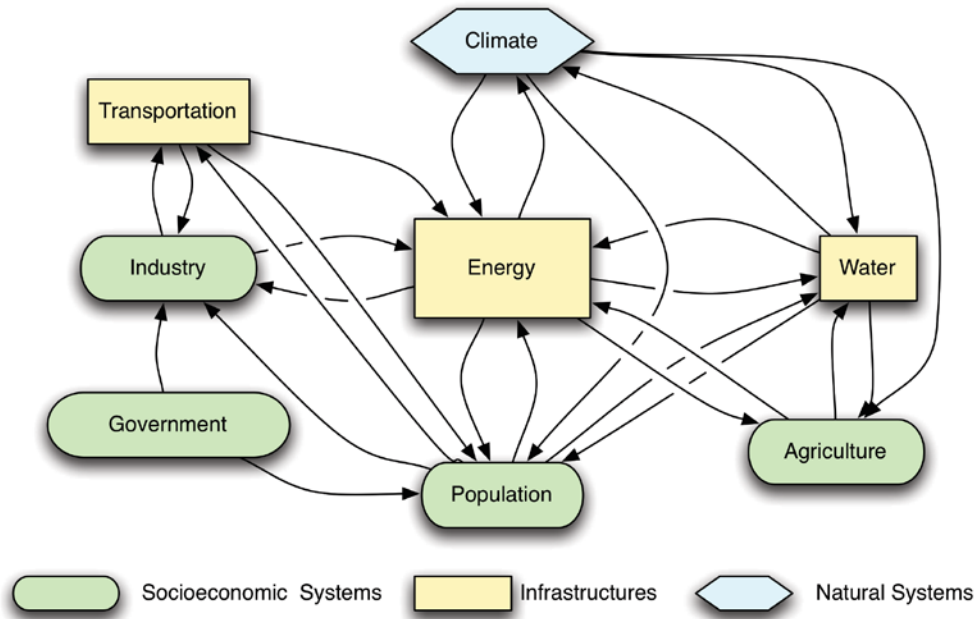 Climate
Transportation
Industry
Energy
Water
Government
Agriculture
Population
Socioeconomic Systems
Infrastructures
Natural Systems